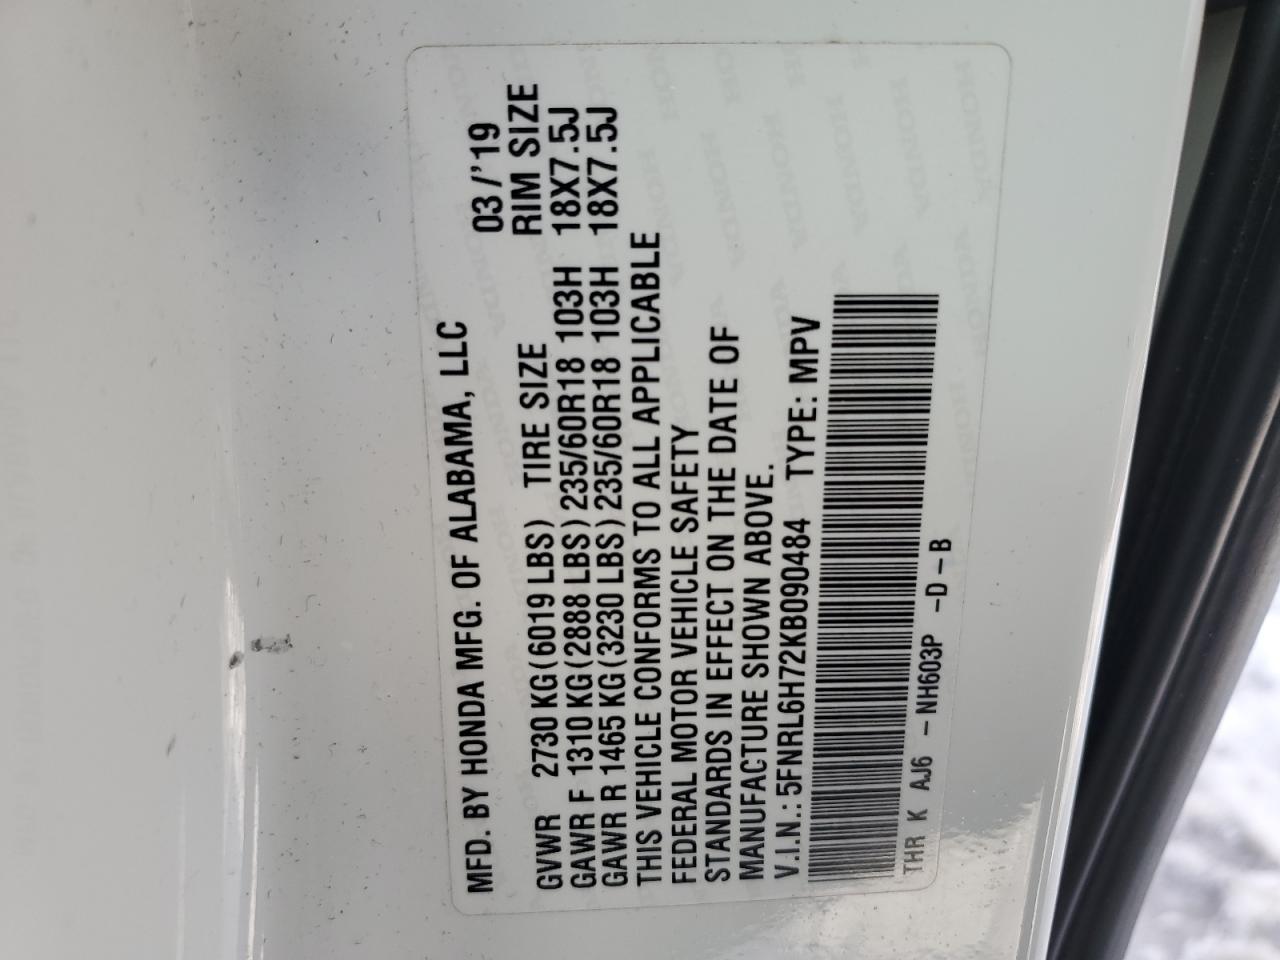 MFD. BY HONDA MFG. OF ALABAMA, LLC 03/'19
GVWR 2730 KG(6019 LBS) TIRE SIZE RIM SIZE
GAWR F 1310 KG(2888 LBS) 235/60R18 103H 18X7.5J
GAWR R 1465 KG(3230 LBS) 235/60R18 103H 18X7.5J
THIS VEHICLE CONFORMS TO ALL APPLICABLE
FEDERAL MOTOR VEHICLE SAFETY
STANDARDS IN EFFECT ON THE DATE OF
MANUFACTURE SHOWN ABOVE.
V.I.N.: 5FNRL6H72KB090484 TYPE: MPV
THR K AJ6 -NH603P -D-B